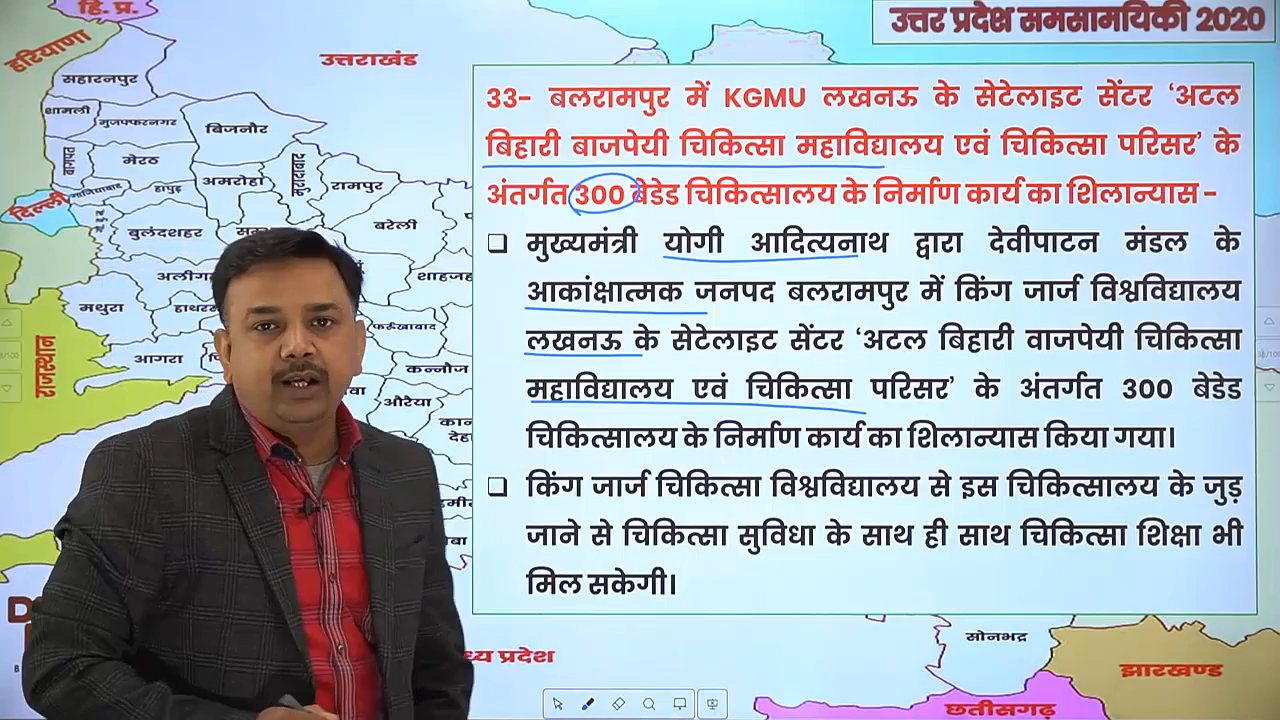 हि. प्र.
उत्तर प्रदेश समसामयिकी 2020
हरियाणा
उत्तराखंड
सहारनपुर
शामली
मुजफ्फरनगर
बिजनौर
बागपत
मेरठ
हापुड़
अमरोहा
मुरादाबाद
रामपुर
दिल्ली
गाजियाबाद
बुलंदशहर
बरेली
अलीग
शाहजह
मथुरा
हाथरस
फर्रुखाबाद
राजस्थान
आगरा
कन्नौज
औरैया
कान
देह
33- बलरामपुर में KGMU लखनऊ के सेटेलाइट सेंटर ‘अटल
बिहारी बाजपेयी चिकित्सा महाविद्यालय एवं चिकित्सा परिसर’ के
अंतर्गत 300 बेडेड चिकित्सालय के निर्माण कार्य का शिलान्यास -
❑ मुख्यमंत्री योगी आदित्यनाथ द्वारा देवीपाटन मंडल के
आकांक्षात्मक जनपद बलरामपुर में किंग जार्ज विश्वविद्यालय
लखनऊ के सेटेलाइट सेंटर ‘अटल बिहारी वाजपेयी चिकित्सा
महाविद्यालय एवं चिकित्सा परिसर’ के अंतर्गत 300 बेडेड
चिकित्सालय के निर्माण कार्य का शिलान्यास किया गया।
❑ किंग जार्ज चिकित्सा विश्वविद्यालय से इस चिकित्सालय के जुड़
जाने से चिकित्सा सुविधा के साथ ही साथ चिकित्सा शिक्षा भी
मिल सकेगी।
सोनभद्र
ध्य प्रदेश
झारखण्ड
छतीसगढ़